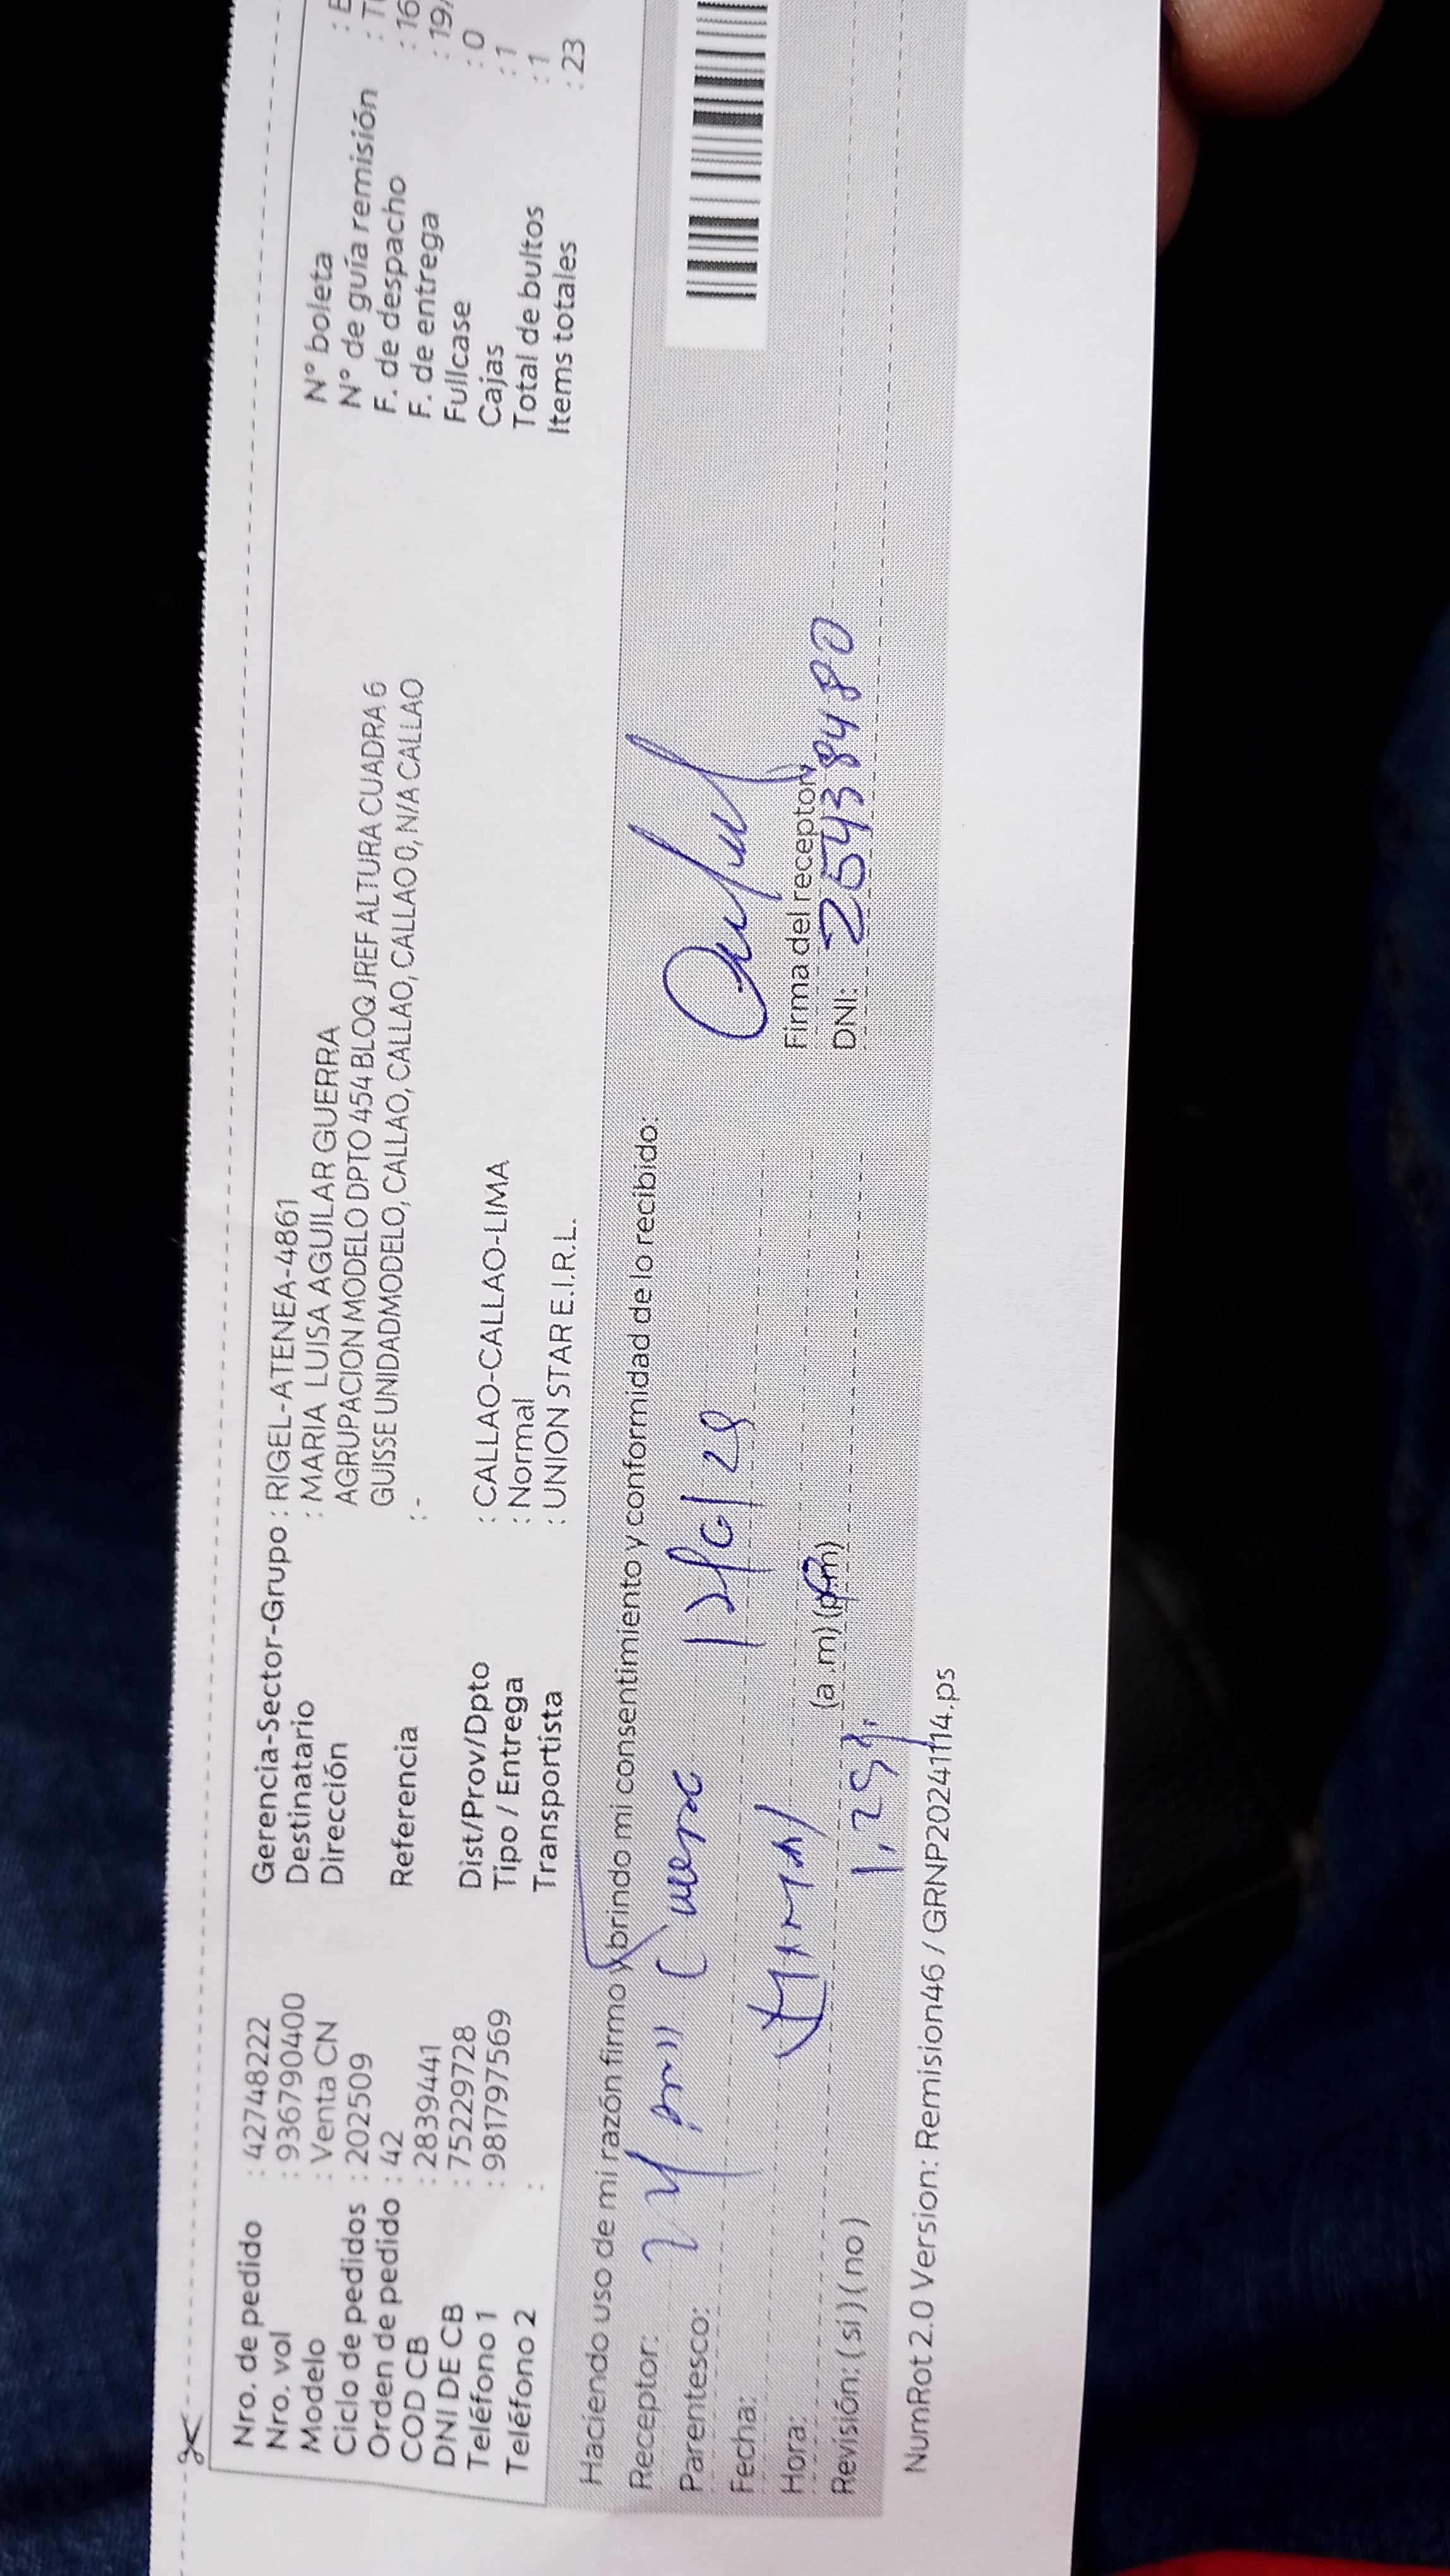 Nro. de pedido : 42748222
Nro. vol : 936790400
Modelo : Venta CN
Ciclo de pedidos : 202509
Orden de pedido : 42
COD CB : 2839441
DNI DE CB : 75229728
Teléfono 1 : 981797569
Teléfono 2 :
Gerencia-Sector-Grupo : RIGEL-ATENEA-4861
Destinatario : MARIA LUISA AGUILAR GUERRA
Dirección AGRUPACION MODELO DPTO 454 BLOQ JREF ALTURA CUADRA 6
GUISSE UNIDADMODELO, CALLAO, CALLAO, CALLAO, CALLAO 0, N/A CALLAO
Referencia : -
Dist/Prov/Dpto : CALLAO-CALLAO-LIMA
Tipo / Entrega : Normal
Transportista : UNION STAR E.I.R.L.
N° boleta
N° de guía remisión
F. de despacho : 16
F. de entrega : 19/
Fullcase : 0
Cajas : 1
Total de bultos : 1
Items totales : 23
Haciendo uso de mi razón firmo y brindo mi consentimiento y conformidad de lo recibido:
Receptor:
Parentesco:
Fecha:
Hora: (a.m) (p.m)
Revisión: (si) (no)
Firma del receptor
DNI: 25438480
NumRot 2.0 Version: Remision46 / GRNP20241114.ps